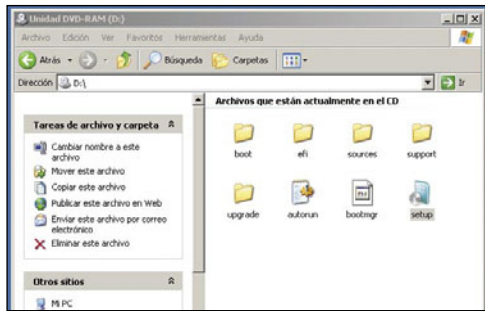 Unidad DVD-RAM (D:)
Archivo Edición Ver Favoritos Herramientas Ayuda
Atrás Búsqueda Carpetas
Dirección D:\ Ir
Archivos que están actualmente en el CD
Tareas de archivo y carpeta
Cambiar nombre a este
archivo
Mover este archivo
Copiar este archivo
Publicar este archivo en Web
Enviar este archivo por correo
electrónico
Eliminar este archivo
Otros sitios
Mi PC
boot efi sources support
upgrade autorun bootmgr setup